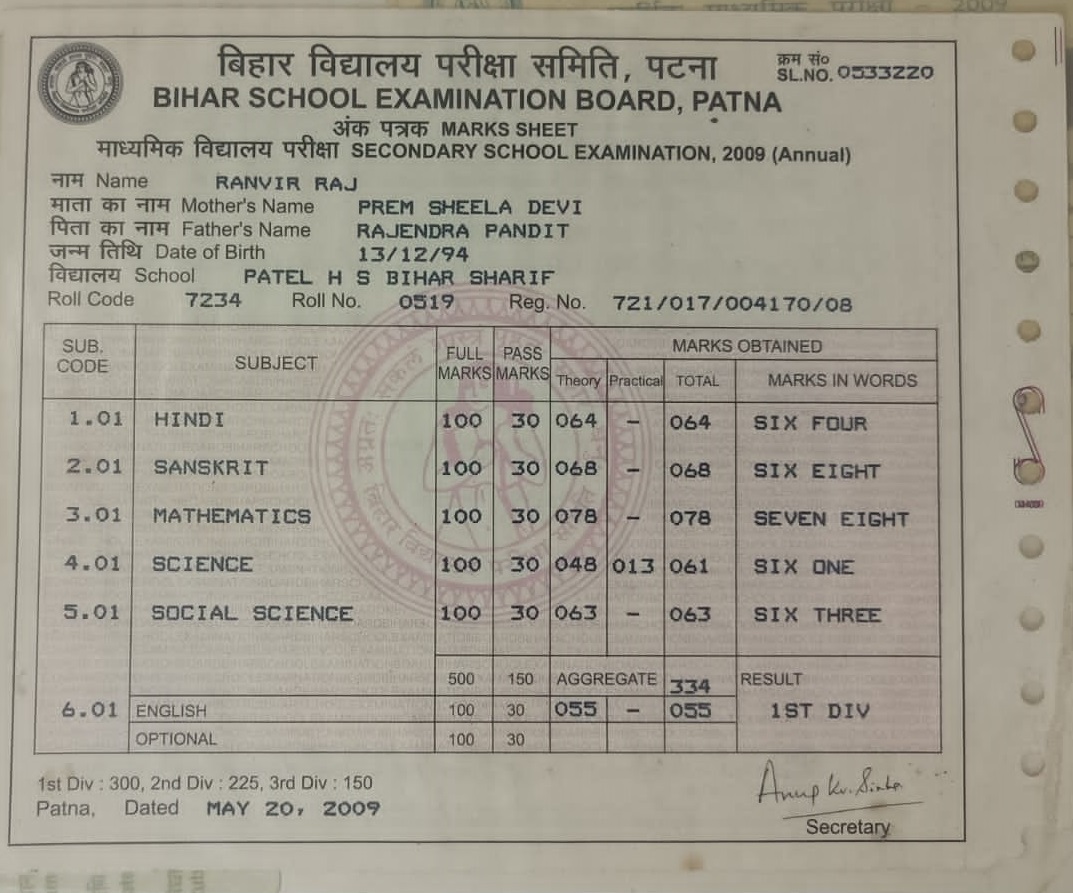 बिहार विद्यालय परीक्षा समिति, पटना
क्रम सं०
SL.NO. 0533220
BIHAR SCHOOL EXAMINATION BOARD, PATNA
अंक पत्रक MARKS SHEET
माध्यमिक विद्यालय परीक्षा SECONDARY SCHOOL EXAMINATION, 2009 (Annual)
नाम Name RANVIR RAJ
माता का नाम Mother's Name PREM SHEELA DEVI
पिता का नाम Father's Name RAJENDRA PANDIT
जन्म तिथि Date of Birth 13/12/94
विद्यालय School PATEL H S BIHAR SHARIF
Roll Code 7234 Roll No. 0519 Reg. No. 721/017/004170/08
SUB. CODE SUBJECT FULL MARKS PASS MARKS MARKS OBTAINED
Theory Practical TOTAL MARKS IN WORDS
1.01 HINDI 100 30 064 - 064 SIX FOUR
2.01 SANSKRIT 100 30 068 - 068 SIX EIGHT
3.01 MATHEMATICS 100 30 078 - 078 SEVEN EIGHT
4.01 SCIENCE 100 30 048 013 061 SIX ONE
5.01 SOCIAL SCIENCE 100 30 063 - 063 SIX THREE
500 150 AGGREGATE 334 RESULT
6.01 ENGLISH 100 30 055 - 055 1ST DIV
OPTIONAL 100 30
1st Div : 300, 2nd Div : 225, 3rd Div : 150
Patna, Dated MAY 20, 2009
Anup Kr. Sinha
Secretary